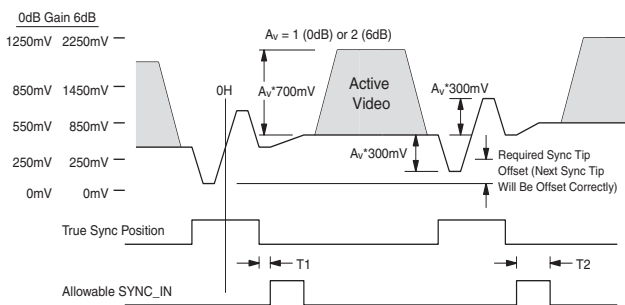 0dB Gain 6dB
1250mV 2250mV
850mV 1450mV
550mV 850mV
250mV 250mV
0mV 0mV
0H
Av = 1 (0dB) or 2 (6dB)
Av*700mV
Active
Video
Av*300mV
Av*300mV
Required Sync Tip
Offset (Next Sync Tip
Will Be Offset Correctly)
True Sync Position
T1
T2
Allowable SYNC_IN